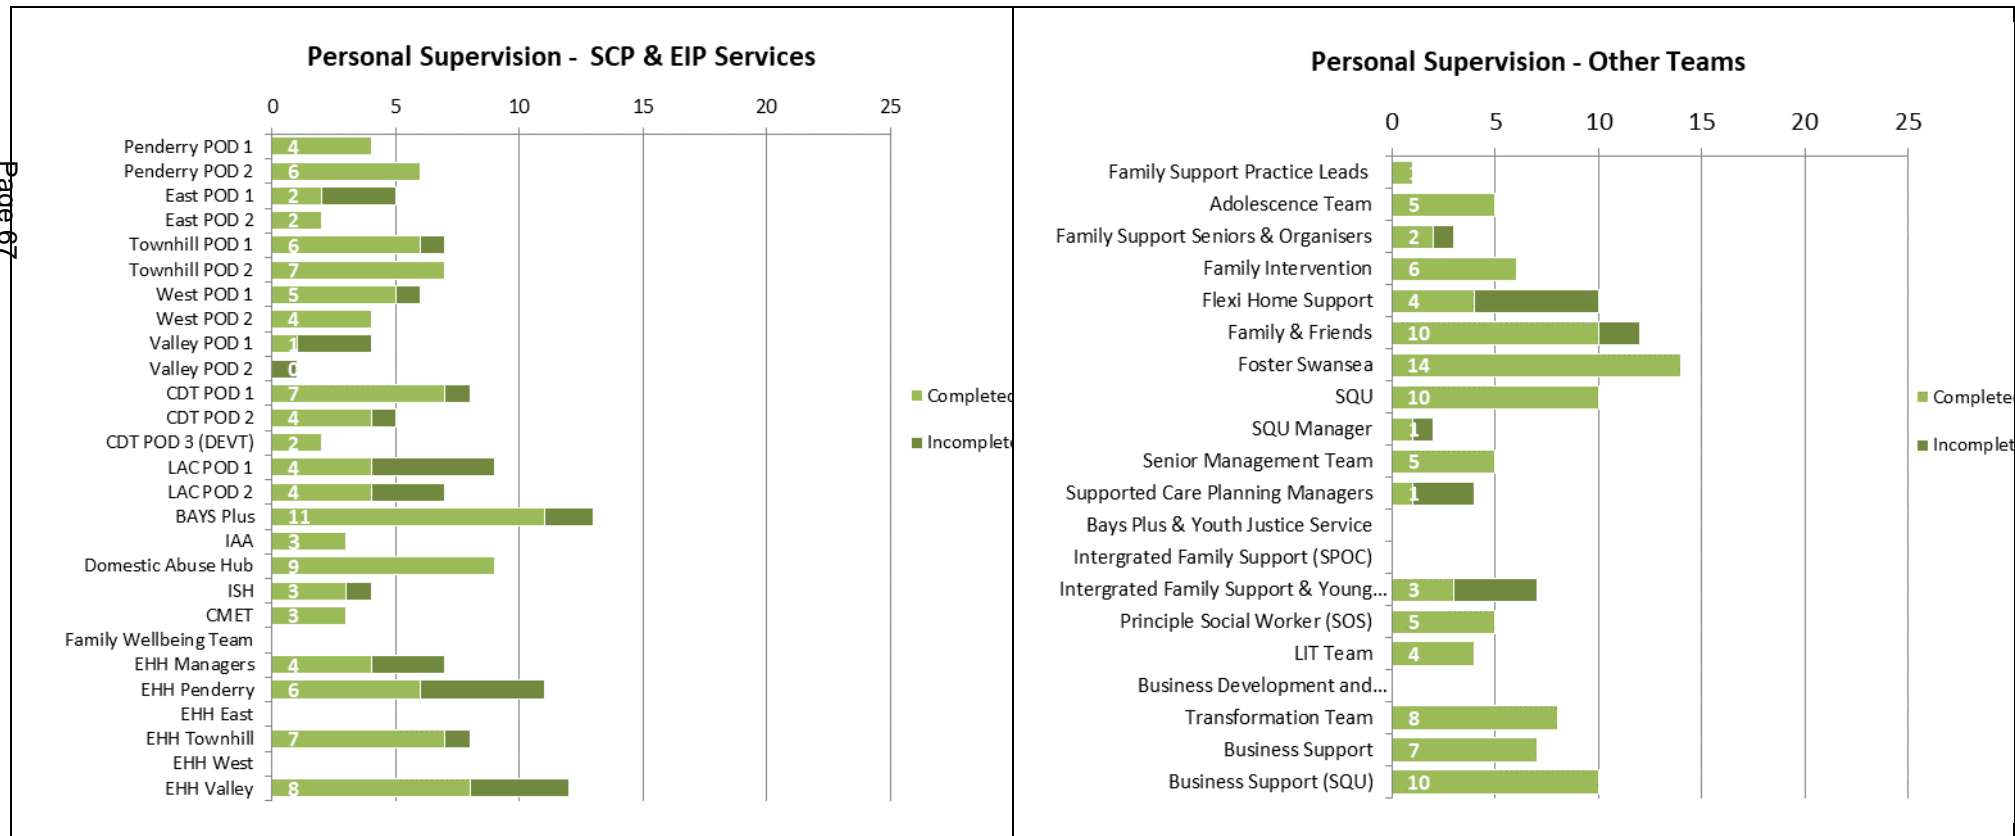 Page 67
Personal Supervision -  SCP & EIP Services
0 5 10 15 20 25
Penderry POD 1 4
Penderry POD 2 6
East POD 1 2
East POD 2 2
Townhill POD 1 6
Townhill POD 2 7
West POD 1 5
West POD 2 4
Valley POD 1 1
Valley POD 2 0
CDT POD 1 7
CDT POD 2 4
CDT POD 3 (DEVT) 2
LAC POD 1 4
LAC POD 2 4
BAYS Plus 11
IAA 3
Domestic Abuse Hub 9
ISH 3
CMET 3
Family Wellbeing Team
EHH Managers 4
EHH Penderry 6
EHH East
EHH Townhill 7
EHH West
EHH Valley 8
Completed
Incomplet
Personal Supervision - Other Teams
0 5 10 15 20 25
Family Support Practice Leads 1
Adolescence Team 5
Family Support Seniors & Organisers 2
Family Intervention 6
Flexi Home Support 4
Family & Friends 10
Foster Swansea 14
SQU 10
SQU Manager 1
Senior Management Team 5
Supported Care Planning Managers 1
Bays Plus & Youth Justice Service
Intergrated Family Support (SPOC)
Intergrated Family Support & Young... 3
Principle Social Worker (SOS) 5
LIT Team 4
Business Development and...
Transformation Team 8
Business Support 7
Business Support (SQU) 10
Complete
Incomplet